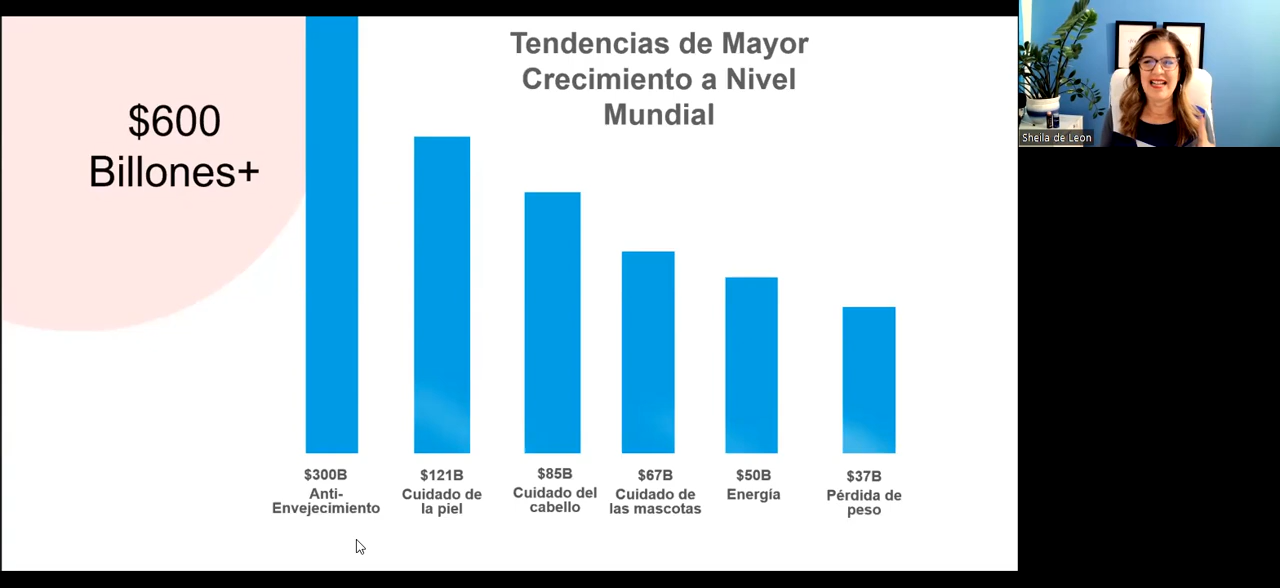 Tendencias de Mayor
Crecimiento a Nivel
Mundial
$600
Billones+
$300B
Anti-
Envejecimiento
$121B
Cuidado de
la piel
$85B
Cuidado del
cabello
$67B
Cuidado de
las mascotas
$50B
Energía
$37B
Pérdida de
peso
Sheila de Leon